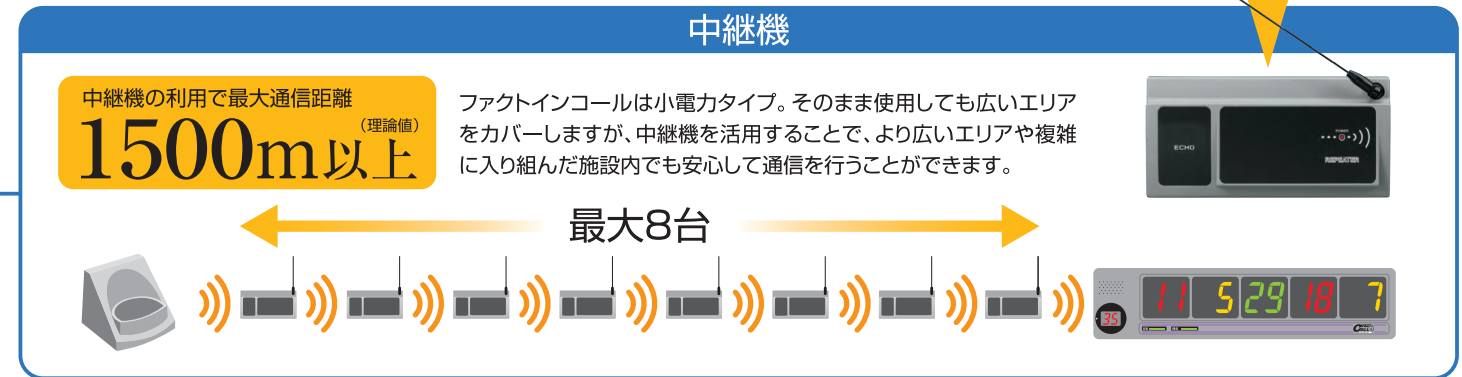 中継機
中継機の利用で最大通信距離
1500m以上
(理論値)
ファクトインコールは小電力タイプ。そのまま使用しても広いエリア
をカバーしますが、中継機を活用することで、より広いエリアや複雑
に入り組んだ施設内でも安心して通信を行うことができます。
ECHO
POWER
REPEATER
最大8台
11 5 29 18 7
35